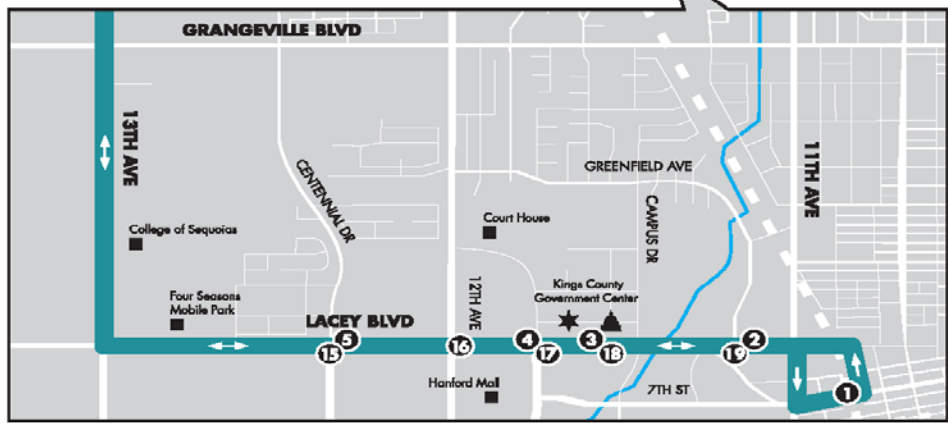 GRANGEVILLE BLVD
13TH AVE
CENTENNIAL DR
GREENFIELD AVE
11TH AVE
College of Sequoias
Court House
CAMPUS DR
Four Seasons
Mobile Park
12TH AVE
Kings County
Government Center
LACEY BLVD
5
4
3
2
15
16
17
18
19
Hanford Mall
7TH ST
1